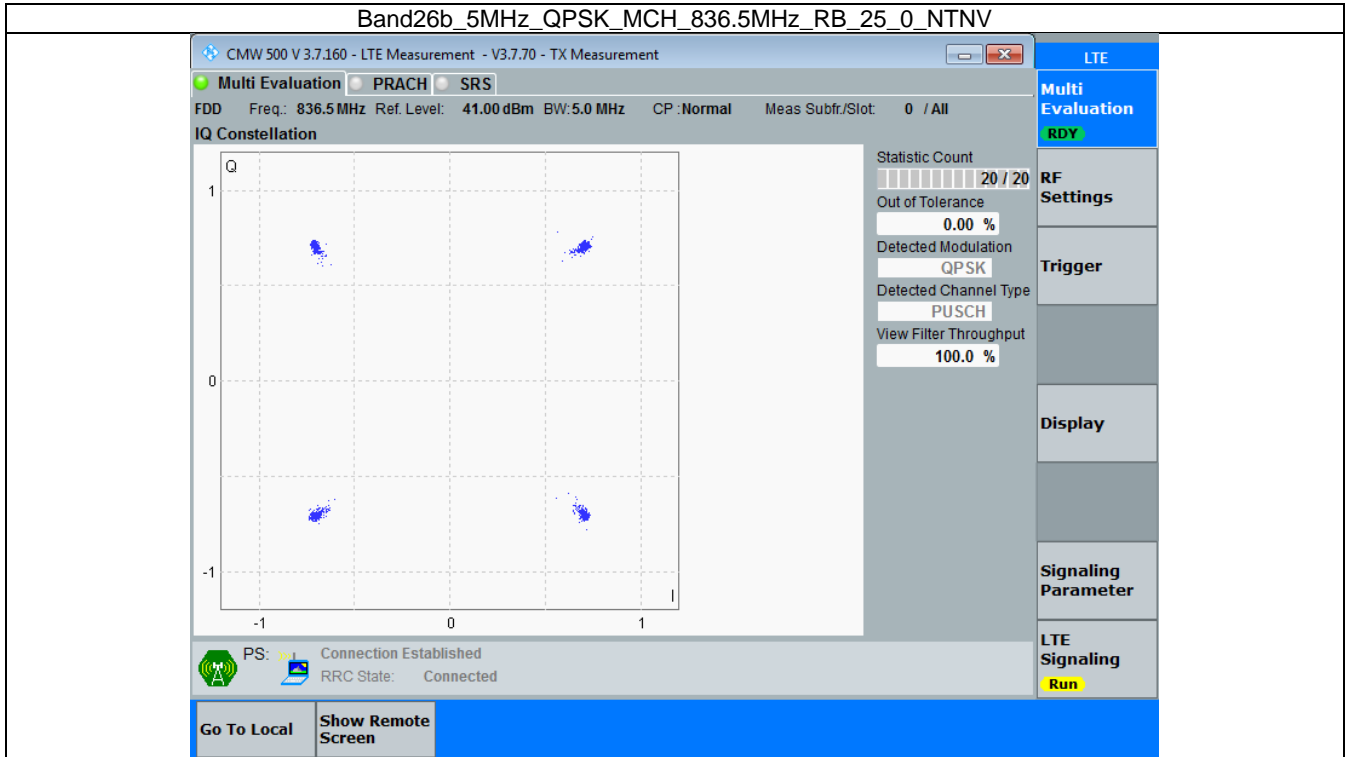 Band26b_5MHz_QPSK_MCH_836.5MHz_RB_25_0_NTNV
CMW 500 V 3.7.160 - LTE Measurement - V3.7.70 - TX Measurement
LTE
Multi Evaluation PRACH SRS
Multi
Evaluation
RDY
FDD Freq.: 836.5 MHz Ref. Level: 41.00 dBm BW: 5.0 MHz CP : Normal Meas Subfr./Slot: 0 / All
IQ Constellation
Q
1
0
-1
I
-1 0 1
Statistic Count
20 / 20
Out of Tolerance
0.00 %
Detected Modulation
QPSK
Detected Channel Type
PUSCH
View Filter Throughput
100.0 %
RF
Settings
Trigger
Display
Signaling
Parameter
LTE
Signaling
Run
PS: Connection Established
RRC State: Connected
Go To Local
Show Remote
Screen